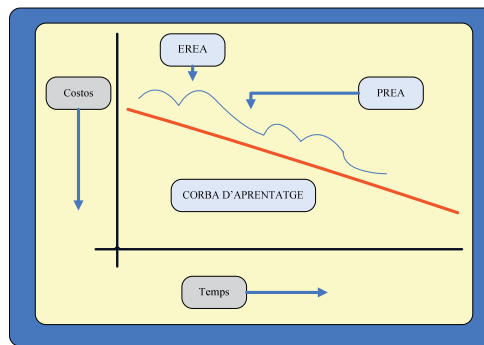 EREA
Costos
PREA
CORBA D'APRENTATGE
Temps